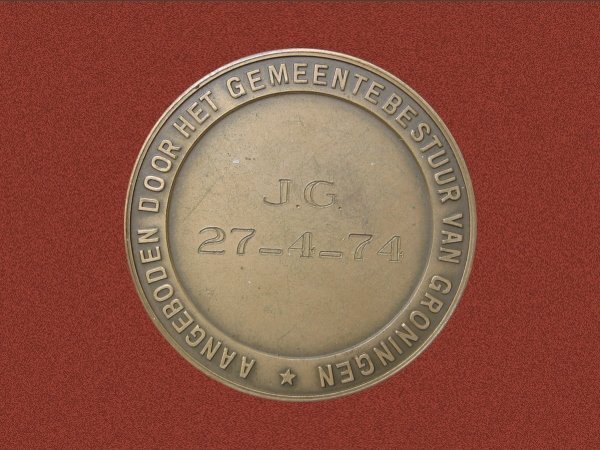 AANGEBODEN DOOR HET GEMEENTEBESTUUR VAN GRONINGEN
J.G.
27-4-74